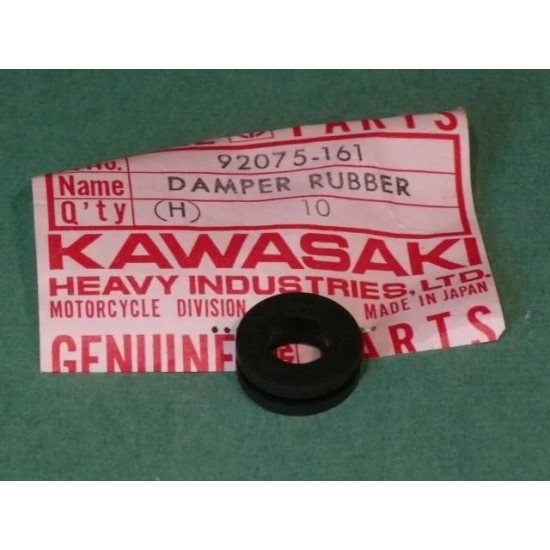 PARTS
No. 92075-161
Name DAMPER RUBBER
Q'ty (H) 10
KAWASAKI
HEAVY INDUSTRIES, LTD.
MOTORCYCLE DIVISION MADE IN JAPAN
GENUINE PARTS